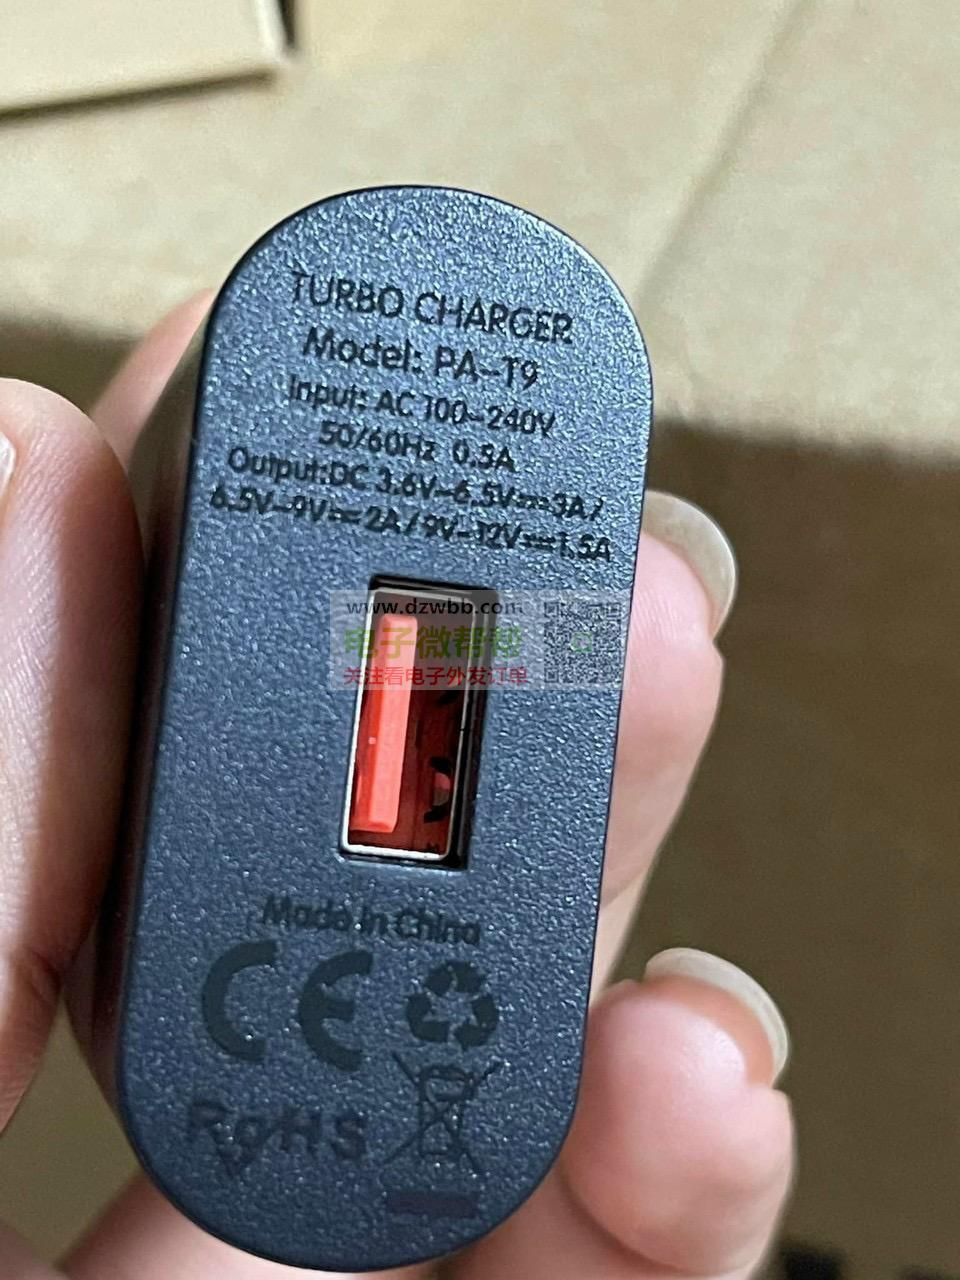 TURBO CHARGER
Model: PA-T9
Input: AC 100-240V
50/60Hz 0.5A
Output:DC 3.6V-6.5V⎓3A/
6.5V-9V⎓2A/9V-12V⎓1.5A
www.dzwbb.com
电子微帮帮
关注看电子外发订单
Made in China
CE
RoHS